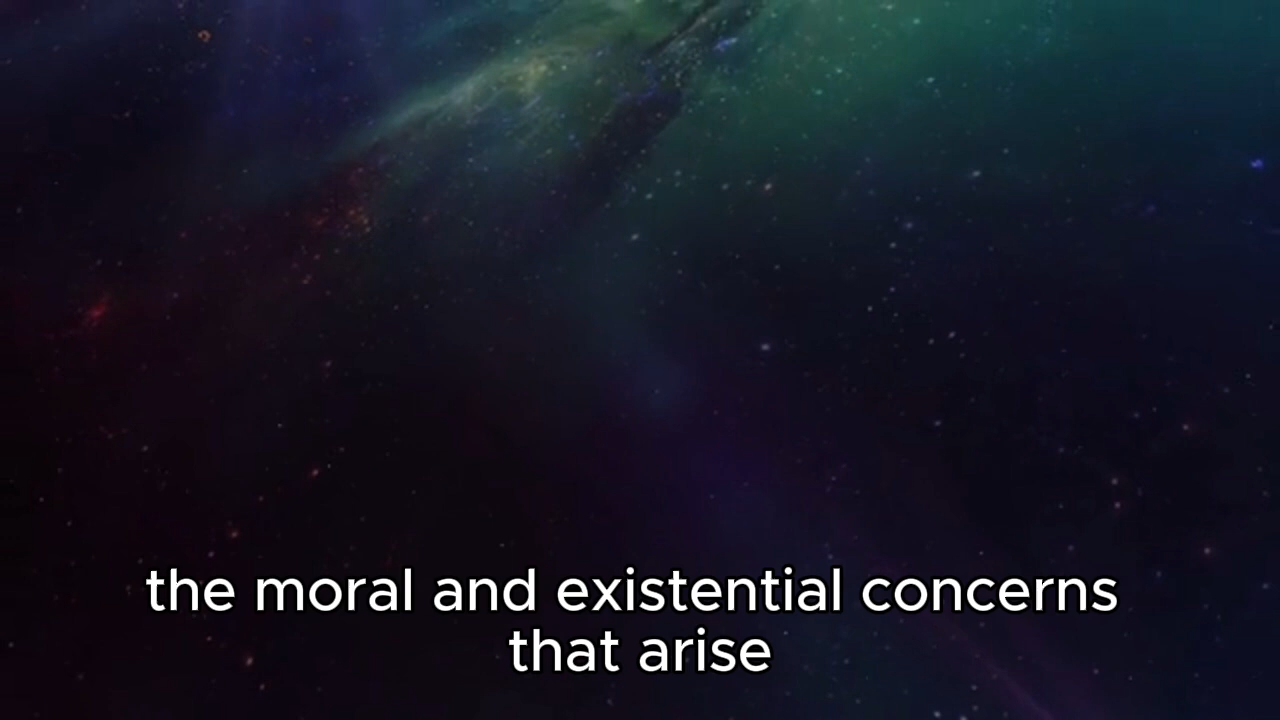 the moral and existential concerns
that arise